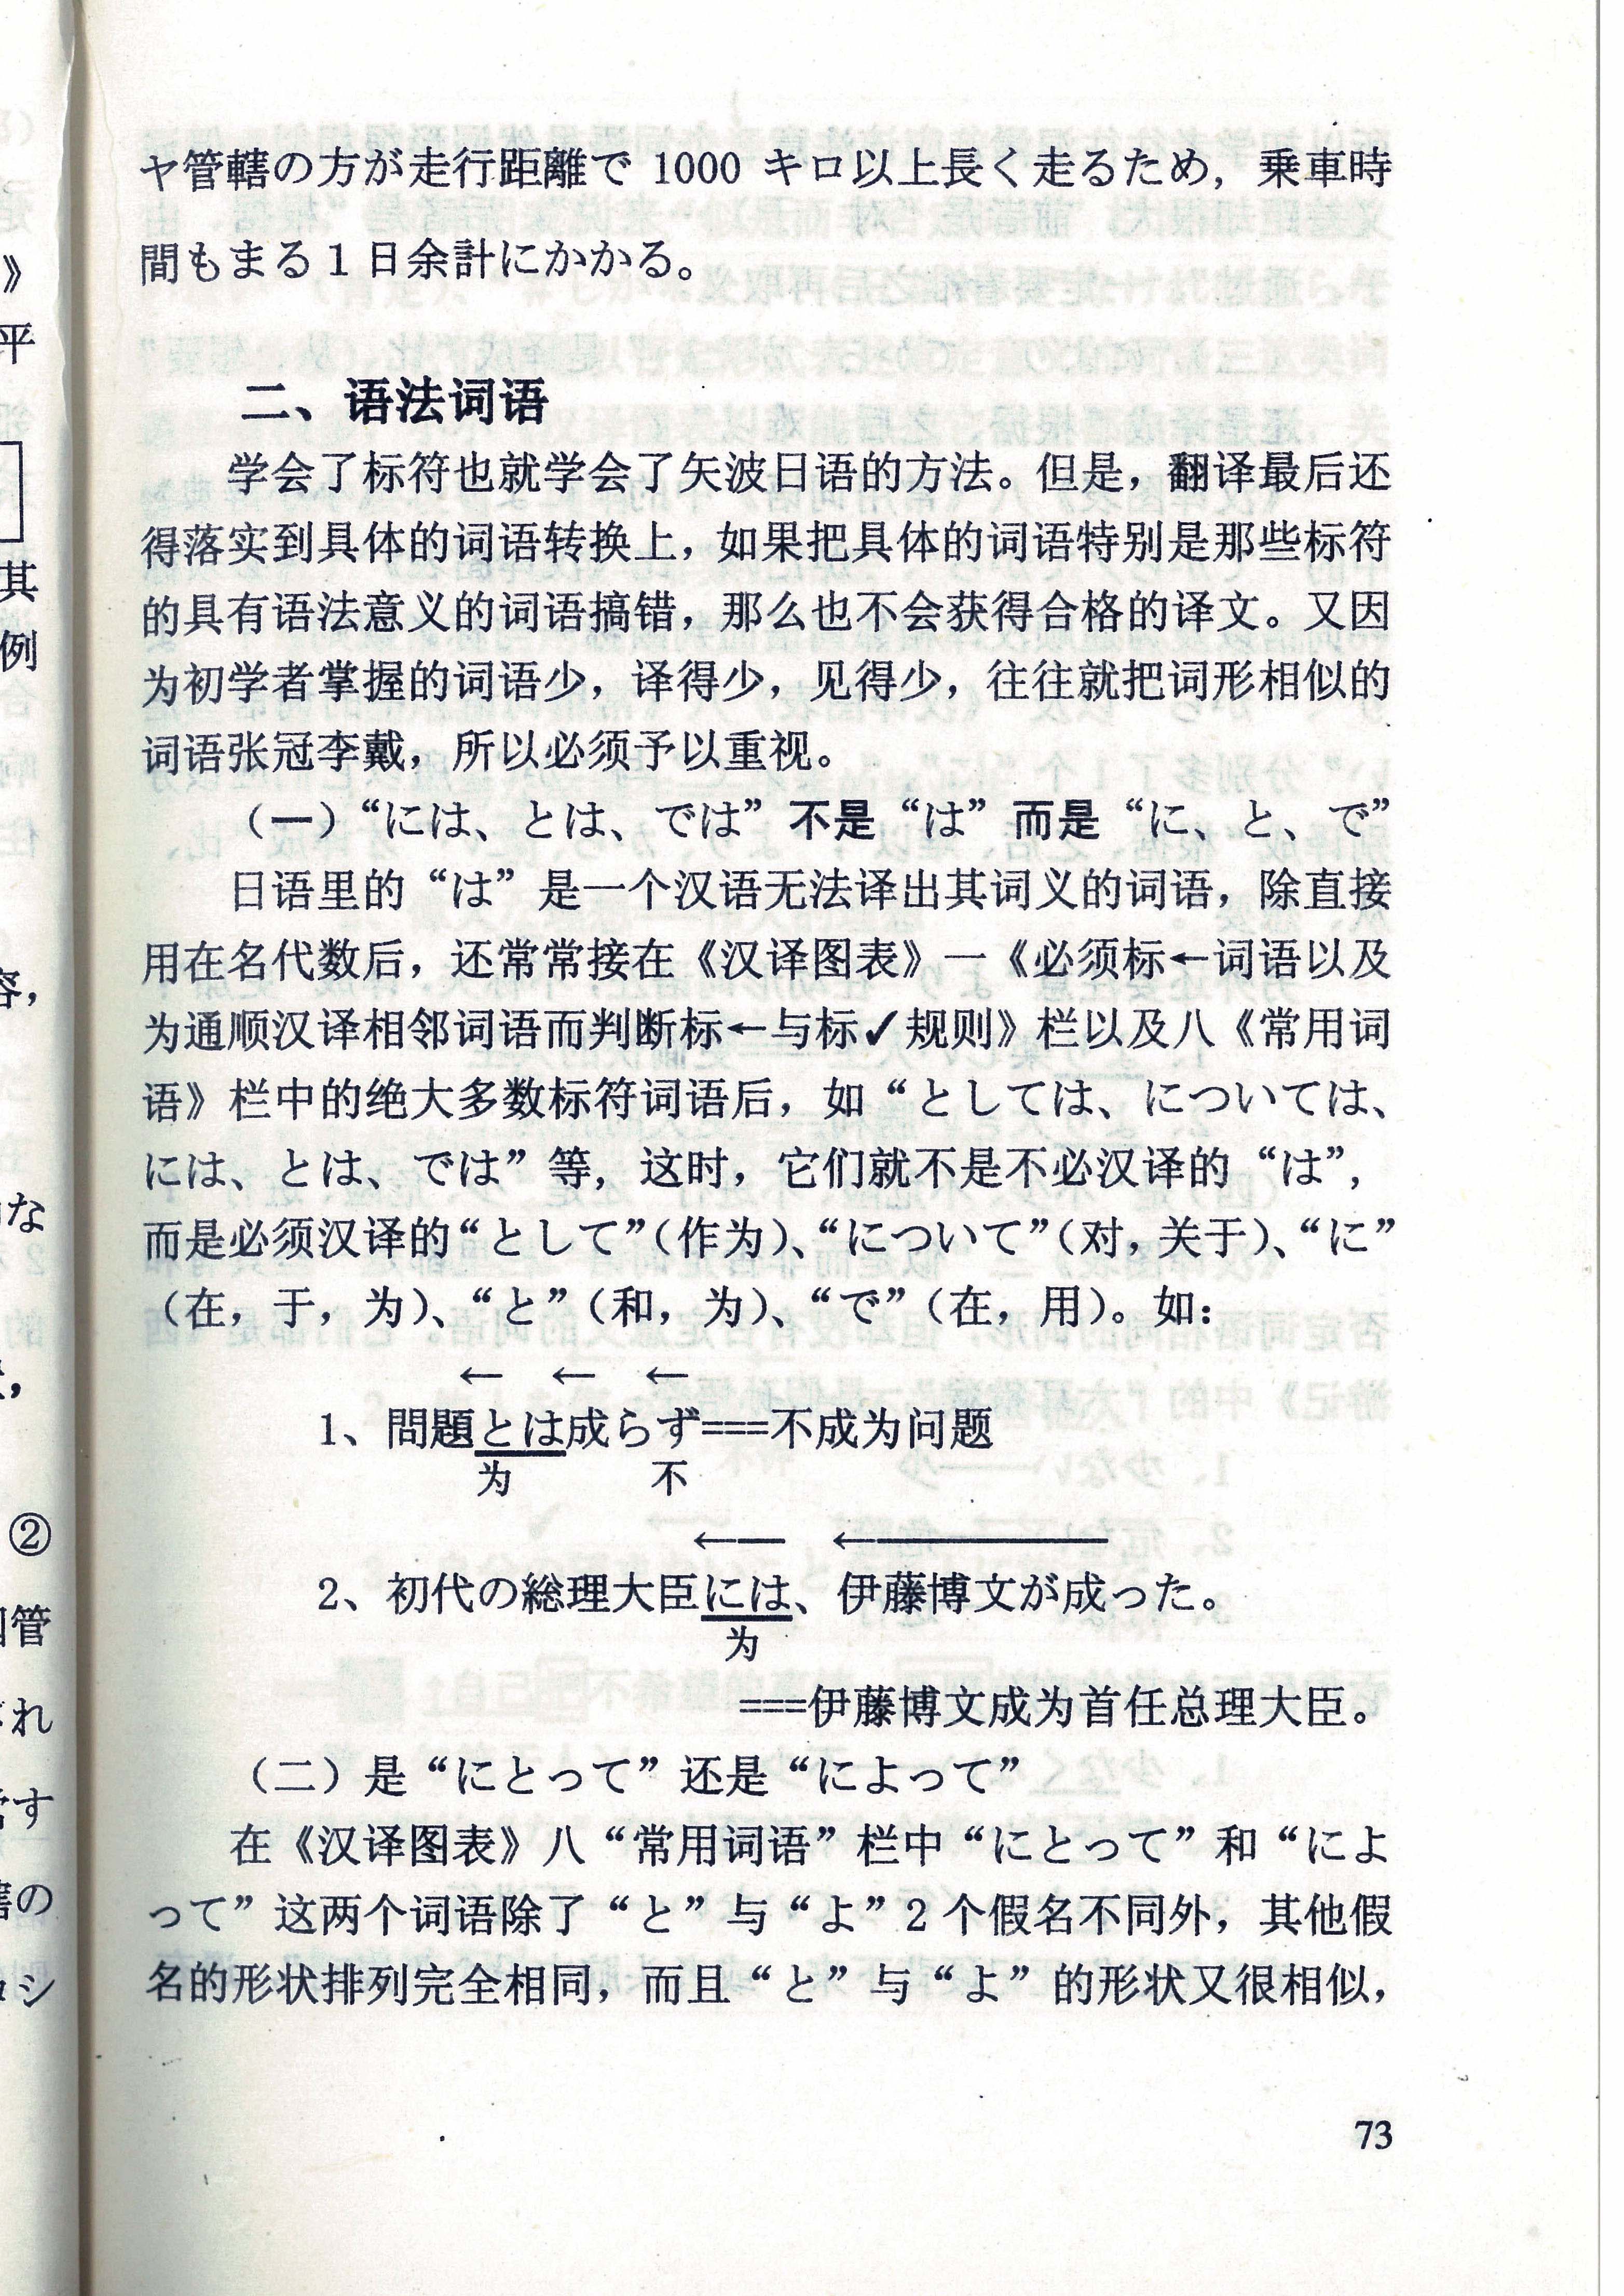 ヤ管轄の方が走行距離で 1000 キロ以上長く走るため，乗車時
間もまる 1 日余計にかかる。
二、语法词语
学会了标符也就学会了矢波日语的方法。但是，翻译最后还
得落实到具体的词语转换上，如果把具体的词语特别是那些标符
的具有语法意义的词语搞错，那么也不会获得合格的译文。又因
为初学者掌握的词语少，译得少，见得少，往往就把词形相似的
词语张冠李戴，所以必须予以重视。
（一）“には、とは、では”不是“は”而是“に、と、で”
日语里的“は”是一个汉语无法译出其词义的词语，除直接
用在名代数后，还常常接在《汉译图表》一《必须标←词语以及
为通顺汉译相邻词语而判断标←与标✓规则》栏以及八《常用词
语》栏中的绝大多数标符词语后，如“としては、については、
には、とは、では”等，这时，它们就不是不必汉译的“は”，
而是必须汉译的“として”（作为）、“について”（对，关于）、“に”
（在，于，为）、“と”（和，为）、“で”（在，用）。如：
← ← ←
1、問題とは成らず===不成为问题
为 不
←— ←———
2、初代の総理大臣には、伊藤博文が成った。
为
===伊藤博文成为首任总理大臣。
（二）是“にとって”还是“によって”
在《汉译图表》八“常用词语”栏中“にとって”和“によ
って”这两个词语除了“と”与“よ”2 个假名不同外，其他假
名的形状排列完全相同，而且“と”与“よ”的形状又很相似，
73
》
平
其
例
容，
な
②
管
れ
す
の
シ